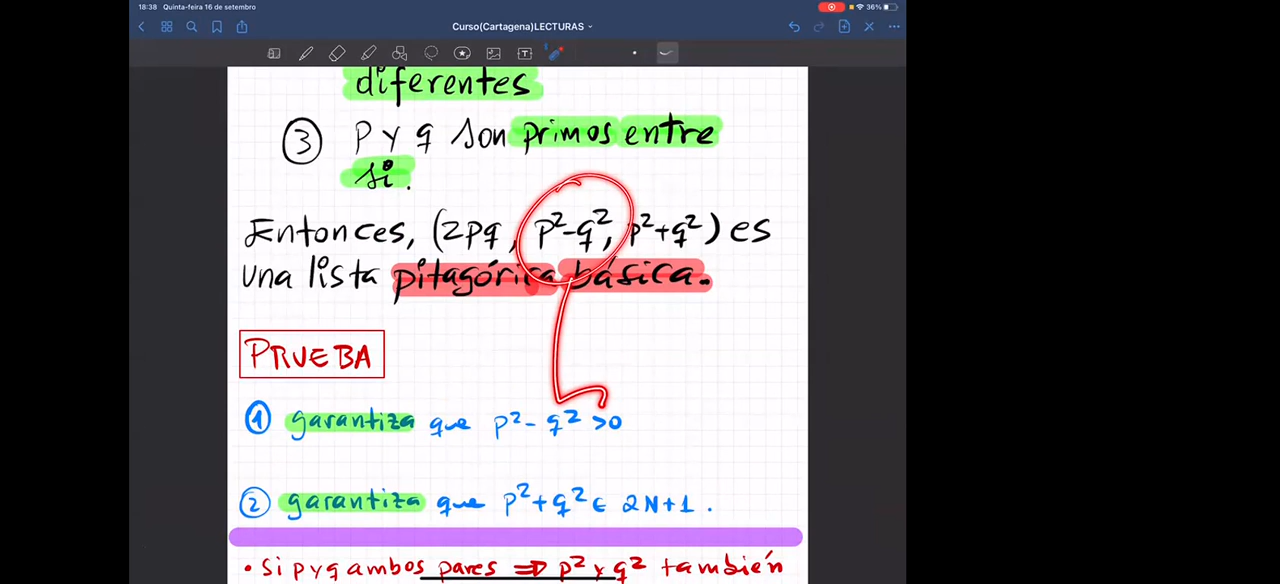 18:38 Quinta-feira 16 de setembro 36%
Curso(Cartagena)LECTURAS
diferentes
③ p y q son primos entre
si.
Entonces, (2pq, p²-q², p²+q²) es
una lista pitagórica básica.
PRUEBA
① garantiza que p²- q² >0
② garantiza que p²+q² ∈ 2N+1.
• Si p y q ambos pares ⇒ p² y q² también